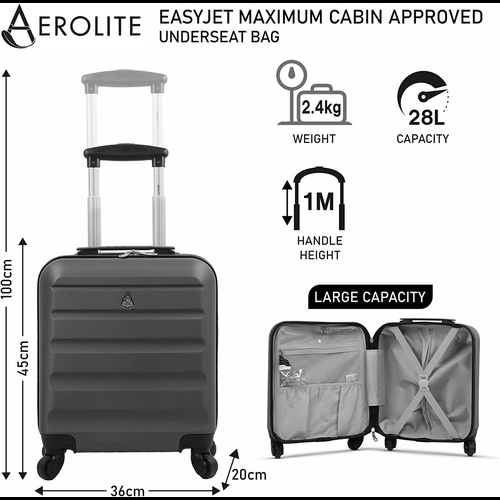 AEROLITE
EASYJET MAXIMUM CABIN APPROVED
UNDERSEAT BAG
2.4kg
WEIGHT
28L
CAPACITY
1M
HANDLE
HEIGHT
LARGE CAPACITY
100cm
45cm
36cm
20cm